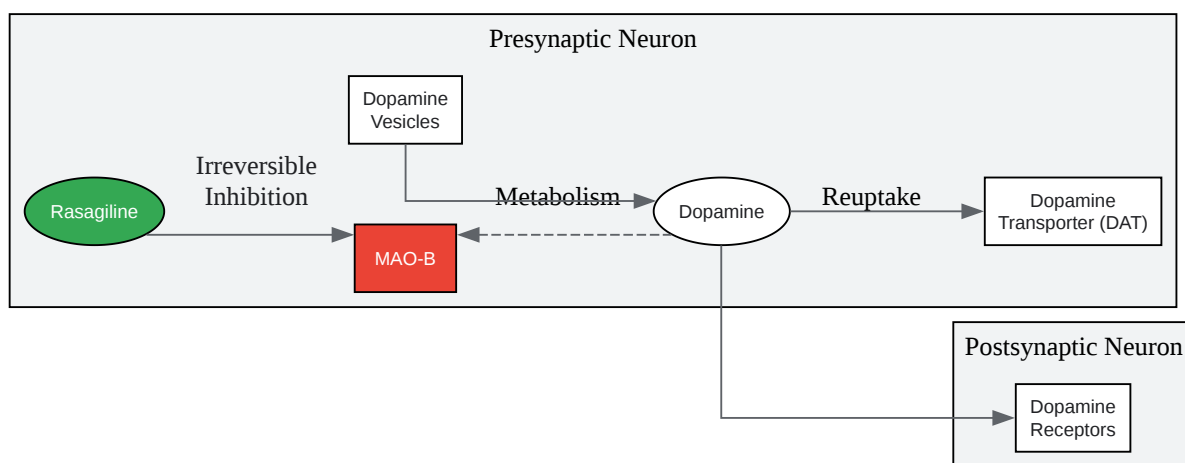 Presynaptic Neuron
Dopamine
Vesicles
Irreversible
Inhibition
Metabolism
Reuptake
Rasagiline
Dopamine
Dopamine
Transporter (DAT)
MAO-B
Postsynaptic Neuron
Dopamine
Receptors